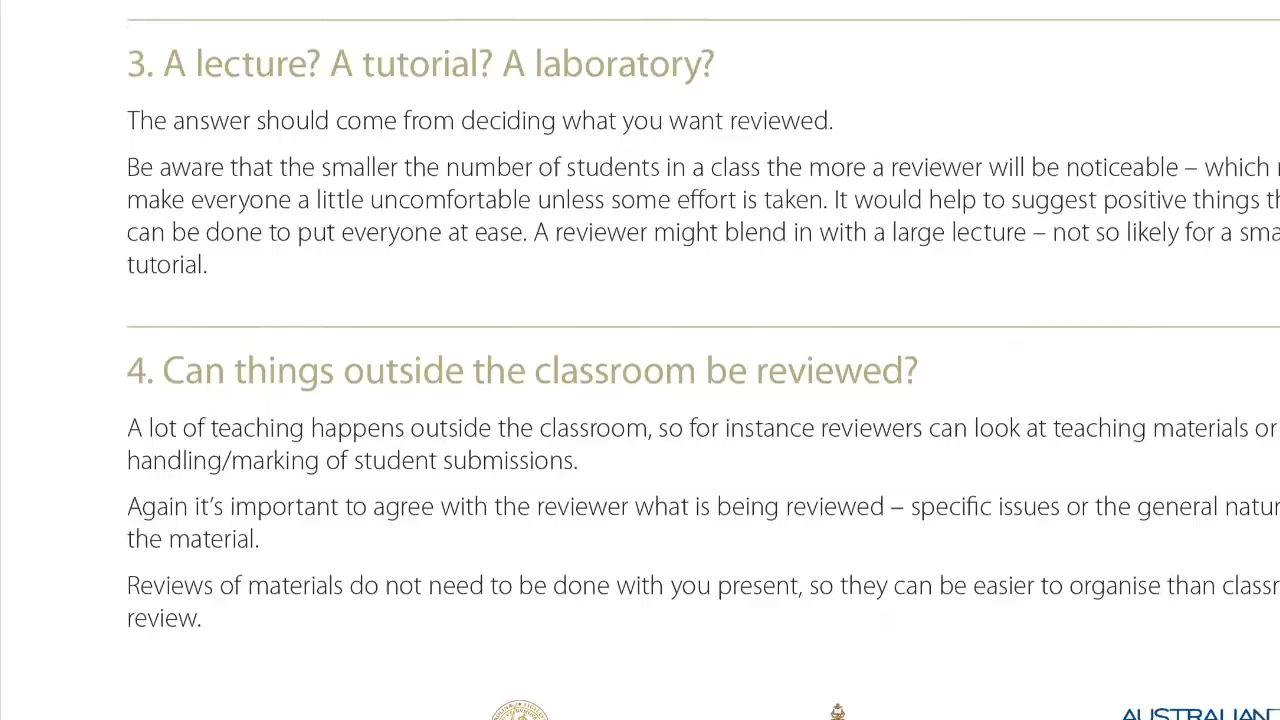 3. A lecture? A tutorial? A laboratory?
The answer should come from deciding what you want reviewed.
Be aware that the smaller the number of students in a class the more a reviewer will be noticeable – which
make everyone a little uncomfortable unless some effort is taken. It would help to suggest positive things
can be done to put everyone at ease. A reviewer might blend in with a large lecture – not so likely for a
tutorial.
4. Can things outside the classroom be reviewed?
A lot of teaching happens outside the classroom, so for instance reviewers can look at teaching materials or
handling/marking of student submissions.
Again it's important to agree with the reviewer what is being reviewed – specific issues or the general
the material.
Reviews of materials do not need to be done with you present, so they can be easier to organise than
review.
AUSTRALIAN